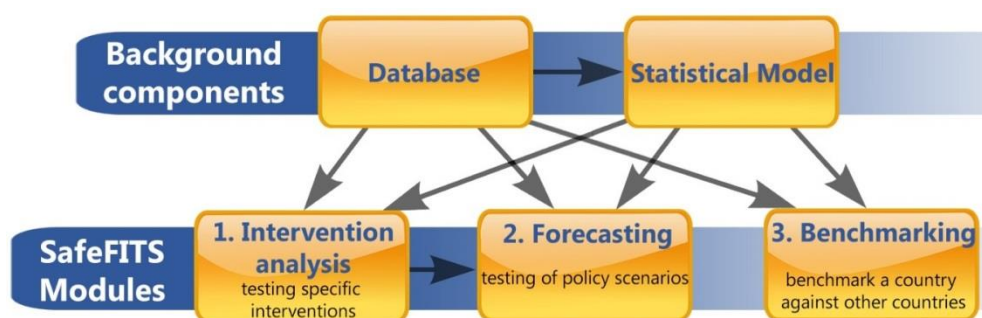 Background
components
Database
Statistical Model
SafeFITS
Modules
1. Intervention
analysis
testing specific
interventions
2. Forecasting
testing of policy scenarios
3. Benchmarking
benchmark a country
against other countries